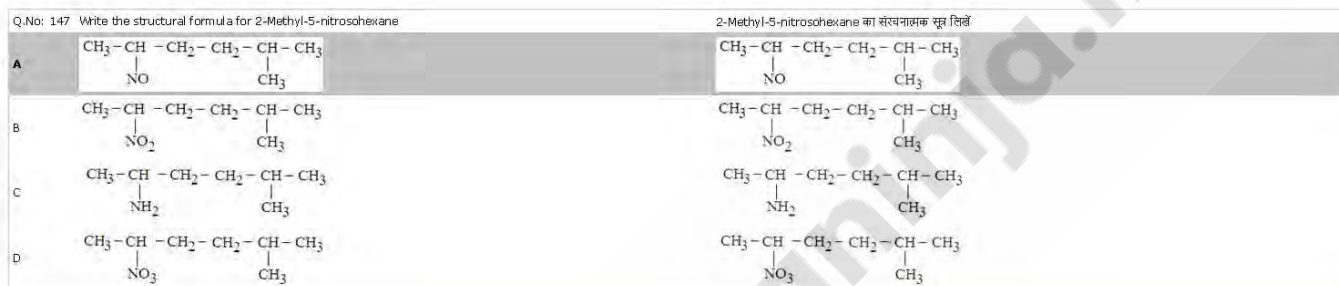 Q.No: 147 Write the structural formula for 2-Methyl-5-nitrosohexane
2-Methyl-5-nitrosohexane का संरचनात्मक सूत्र लिखें
A
CH3-CH -CH2-CH2-CH-CH3
NO CH3
CH3-CH -CH2-CH2-CH-CH3
NO CH3
B
CH3-CH -CH2-CH2-CH-CH3
NO2 CH3
CH3-CH -CH2-CH2-CH-CH3
NO2 CH3
C
CH3-CH -CH2-CH2-CH-CH3
NH2 CH3
CH3-CH -CH2-CH2-CH-CH3
NH2 CH3
D
CH3-CH -CH2-CH2-CH-CH3
NO3 CH3
CH3-CH -CH2-CH2-CH-CH3
NO3 CH3